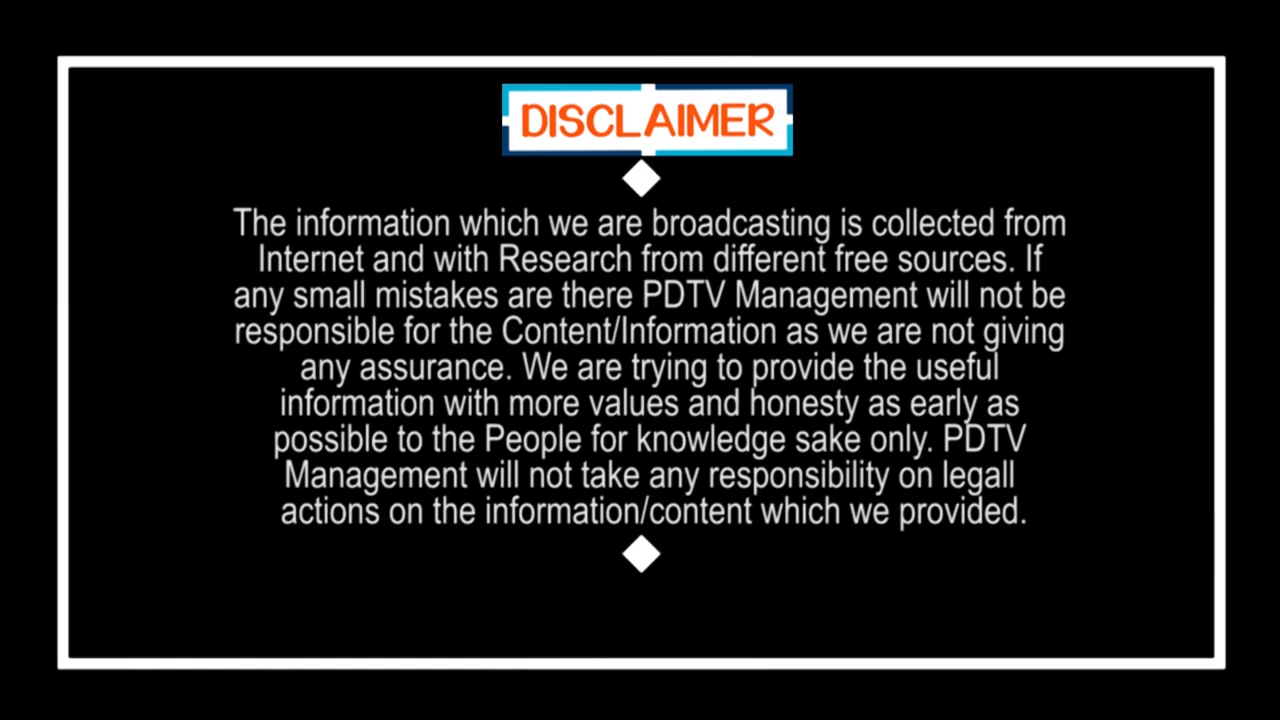 DISCLAIMER
The information which we are broadcasting is collected from
Internet and with Research from different free sources. If
any small mistakes are there PDTV Management will not be
responsible for the Content/Information as we are not giving
any assurance. We are trying to provide the useful
information with more values and honesty as early as
possible to the People for knowledge sake only. PDTV
Management will not take any responsibility on legall
actions on the information/content which we provided.